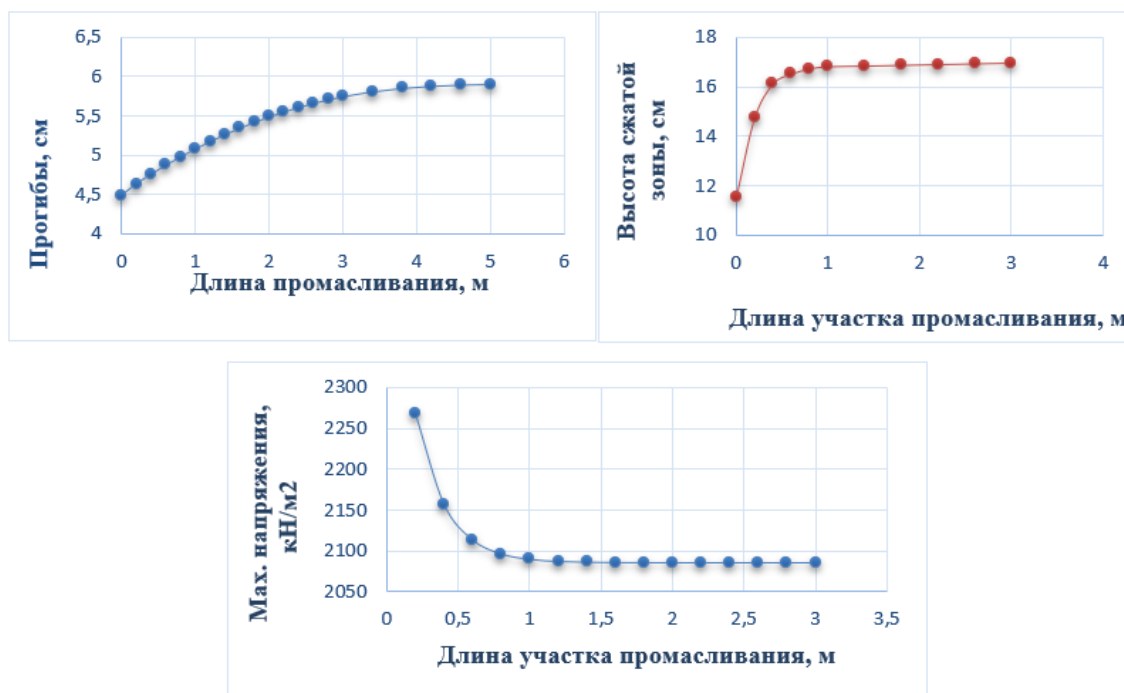 6,5
6
5,5
5
4,5
4
Прогибы, см
0 1 2 3 4 5 6
Длина промасливания, м
18
16
14
12
10
Высота сжатой
зоны, см
0 1 2 3 4
Длина участка промасливания, м
2300
2250
2200
2150
2100
2050
Мах. напряжения,
кН/м2
0 0,5 1 1,5 2 2,5 3 3,5
Длина участка промасливания, м